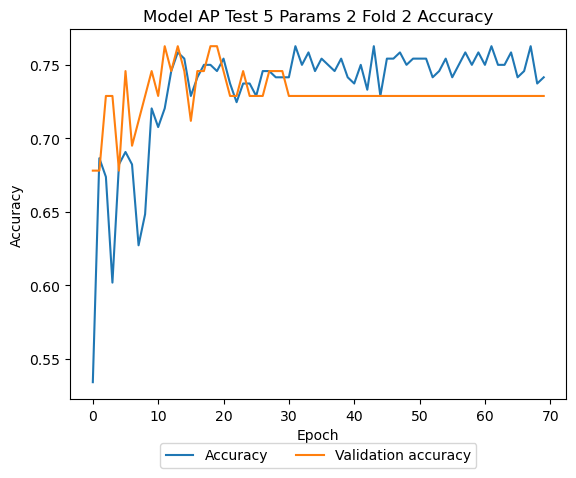 Model AP Test 5 Params 2 Fold 2 Accuracy
Accuracy
0.75
0.70
0.65
0.60
0.55
0 10 20 30 40 50 60 70
Epoch
Accuracy Validation accuracy